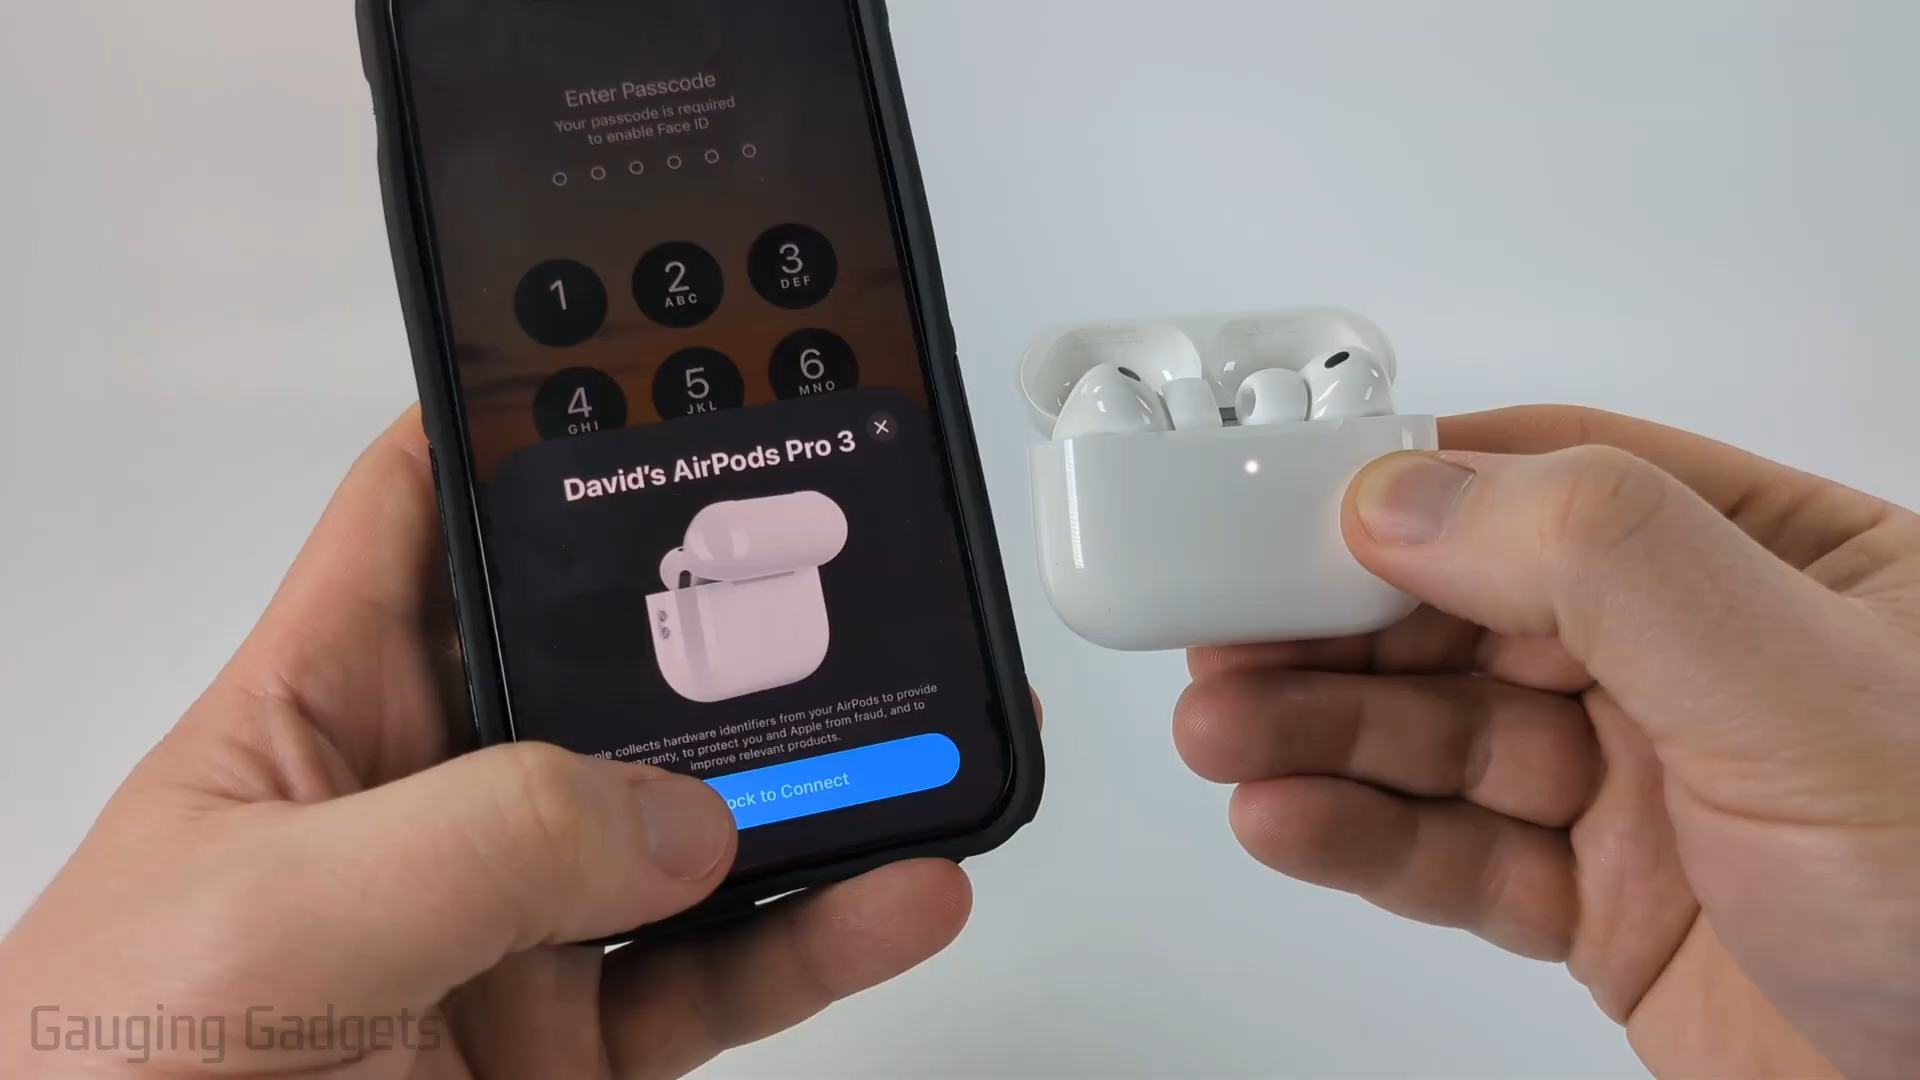 Enter Passcode
Your passcode is required
to enable Face ID
1
2
ABC
3
DEF
4
GHI
5
JKL
6
MNO
David's AirPods Pro 3
collects hardware identifiers from your AirPods to provide
to protect you and Apple from fraud, and to
improve relevant products.
to Connect
Gauging Gadgets